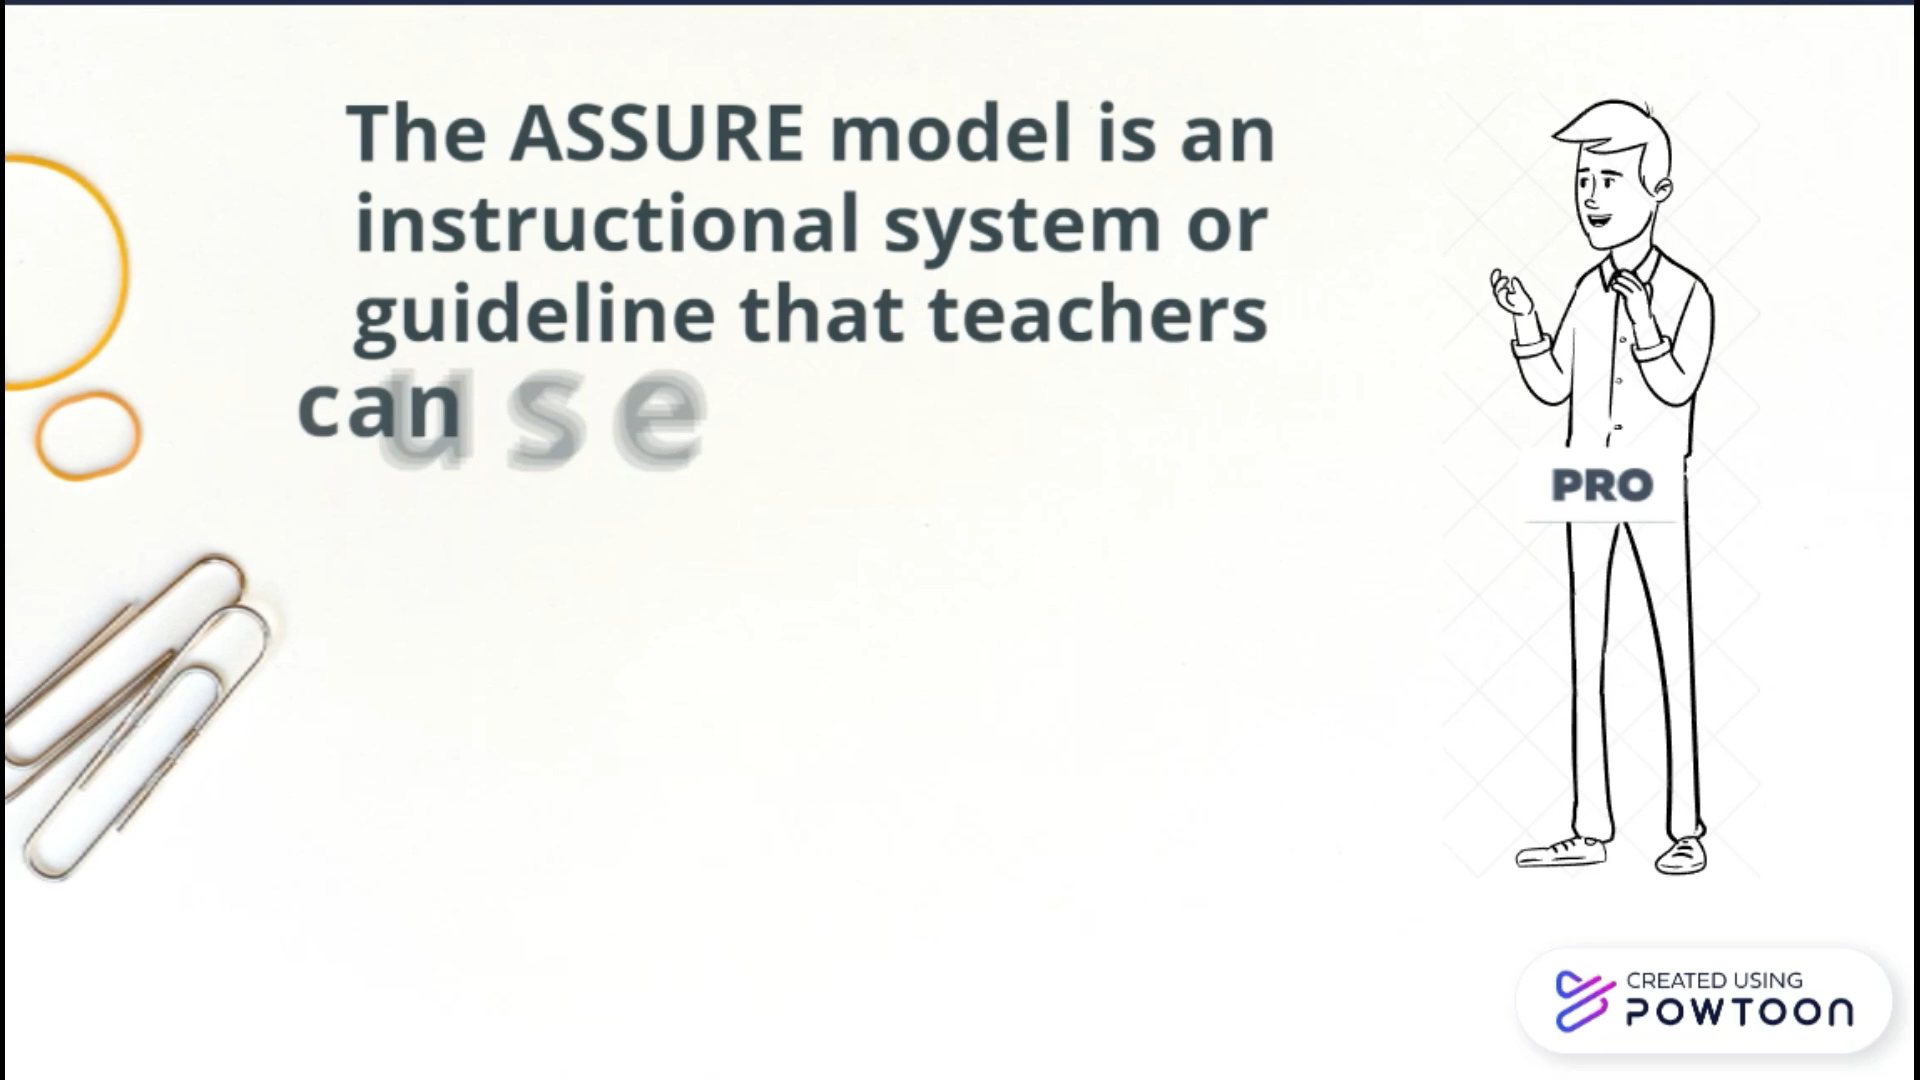 The ASSURE model is an
instructional system or
guideline that teachers
can use
PRO
CREATED USING
POWTOON